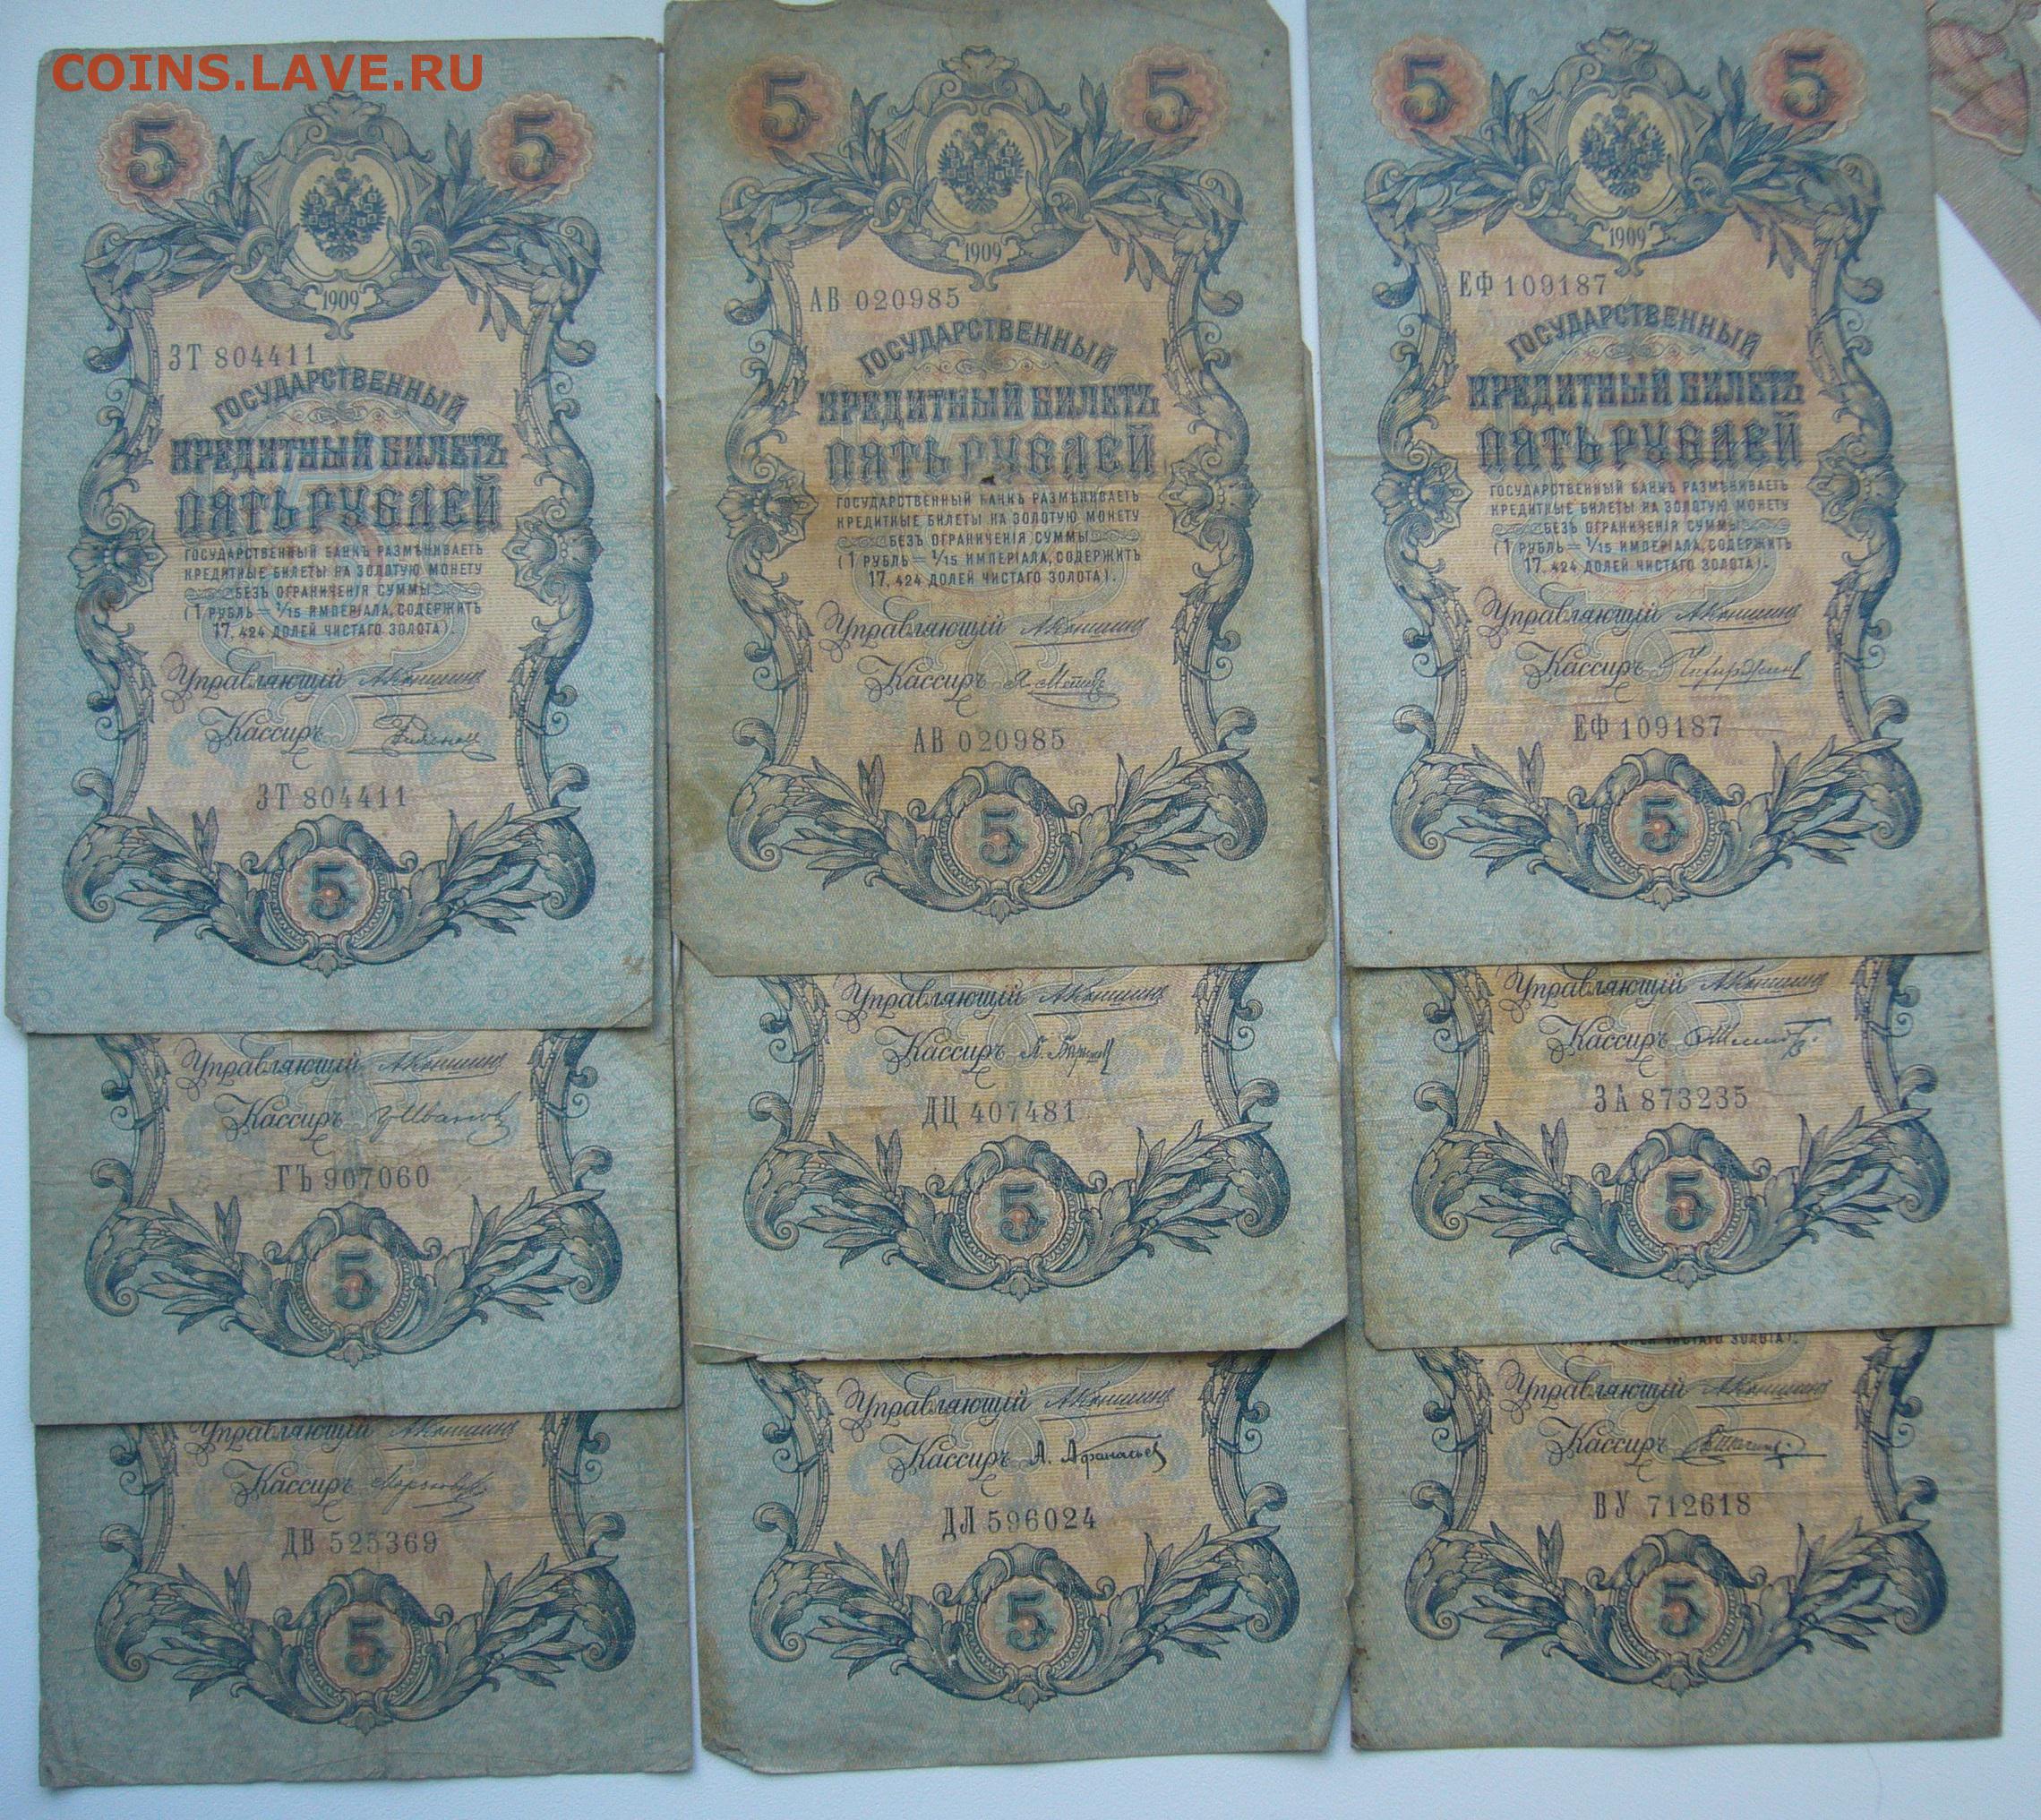 COINS.LAVE.RU
5 5
1909
ЗТ 804411
ГОСУДАРСТВЕННЫЙ
КРЕДИТНЫЙ БИЛЕТЪ
ПЯТЬ РУБЛЕЙ
ГОСУДАРСТВЕННЫЙ БАНКЪ РАЗМѢНИВАЕТЪ
КРЕДИТНЫЕ БИЛЕТЫ НА ЗОЛОТУЮ МОНЕТУ
БЕЗЪ ОГРАНИЧЕНІЯ СУММЫ
(1 РУБЛЬ = 1/15 ИМПЕРІАЛА, СОДЕРЖИТЪ
17,424 ДОЛЕЙ ЧИСТАГО ЗОЛОТА).
Управляющій
Кассиръ
ЗТ 804411
5
Управляющій
Кассиръ ГИвановъ
ГЪ 907060
5
Управляющій
Кассиръ
ДВ 525369
5
5 5
1909
АВ 020985
ГОСУДАРСТВЕННЫЙ
КРЕДИТНЫЙ БИЛЕТЪ
ПЯТЬ РУБЛЕЙ
ГОСУДАРСТВЕННЫЙ БАНКЪ РАЗМѢНИВАЕТЪ
КРЕДИТНЫЕ БИЛЕТЫ НА ЗОЛОТУЮ МОНЕТУ
БЕЗЪ ОГРАНИЧЕНІЯ СУММЫ
(1 РУБЛЬ = 1/15 ИМПЕРІАЛА, СОДЕРЖИТЪ
17,424 ДОЛЕЙ ЧИСТАГО ЗОЛОТА).
Управляющій
Кассиръ
АВ 020985
5
Управляющій
Кассиръ
ДЦ 407481
5
Управляющій
Кассиръ А. Афанасьев
ДЛ 596024
5
5 5
1909
ЕФ 109187
ГОСУДАРСТВЕННЫЙ
КРЕДИТНЫЙ БИЛЕТЪ
ПЯТЬ РУБЛЕЙ
ГОСУДАРСТВЕННЫЙ БАНКЪ РАЗМѢНИВАЕТЪ
КРЕДИТНЫЕ БИЛЕТЫ НА ЗОЛОТУЮ МОНЕТУ
БЕЗЪ ОГРАНИЧЕНІЯ СУММЫ
(1 РУБЛЬ = 1/15 ИМПЕРІАЛА, СОДЕРЖИТЪ
17,424 ДОЛЕЙ ЧИСТАГО ЗОЛОТА).
Управляющій
Кассиръ
ЕФ 109187
5
Управляющій
Кассиръ
ЗА 873235
5
ЧИСТАГО ЗОЛОТА).
Управляющій
Кассиръ
ВУ 712618
5